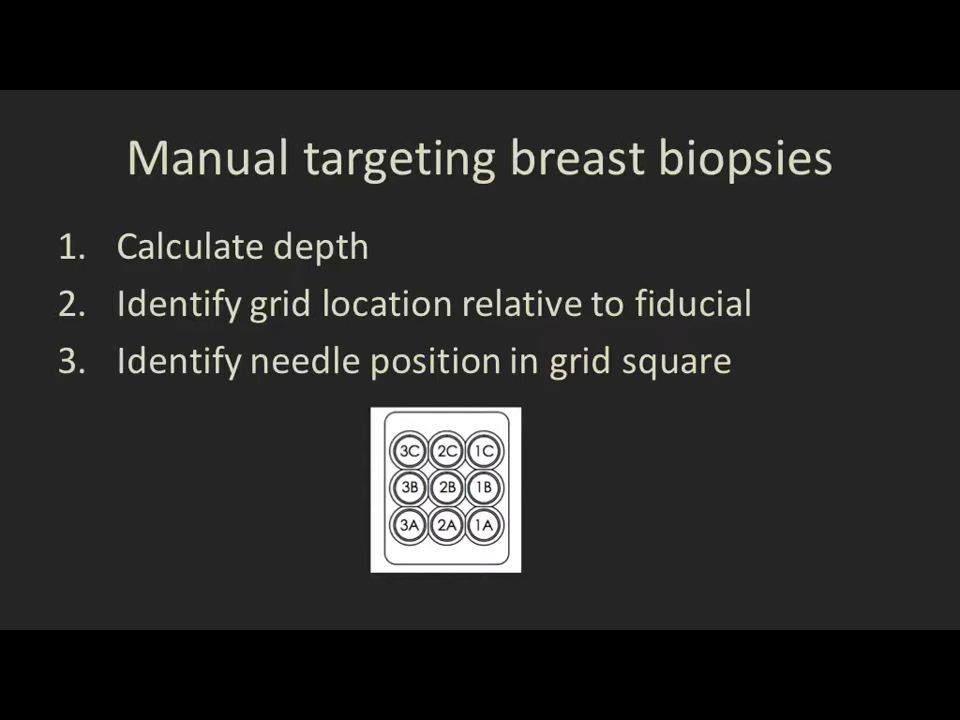 Manual targeting breast biopsies
1. Calculate depth
2. Identify grid location relative to fiducial
3. Identify needle position in grid square
3C 2C 1C
3B 2B 1B
3A 2A 1A